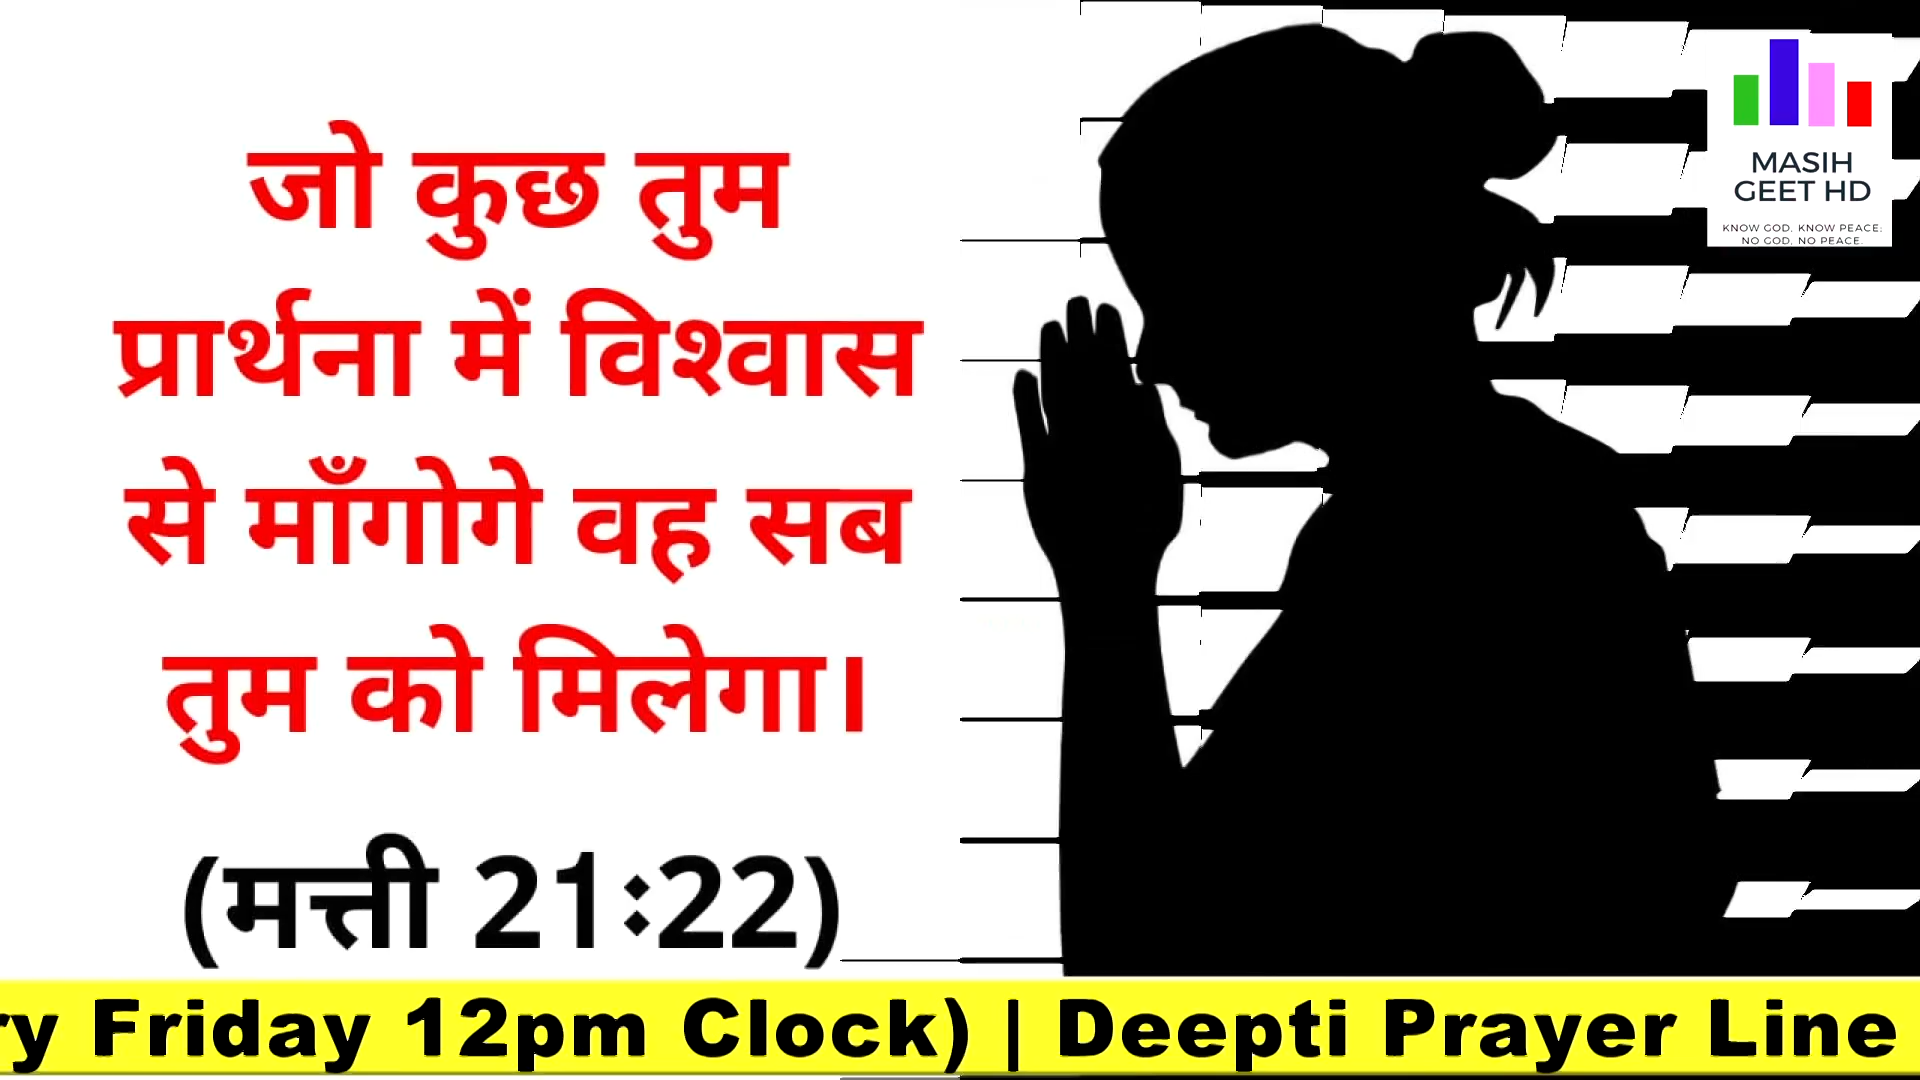 जो कुछ तुम
प्रार्थना में विश्वास
से माँगोगे वह सब
तुम को मिलेगा।
(मत्ती 21:22)
MASIH
GEET HD
KNOW GOD, KNOW PEACE;
NO GOD, NO PEACE.
ry Friday 12pm Clock) | Deepti Prayer Line